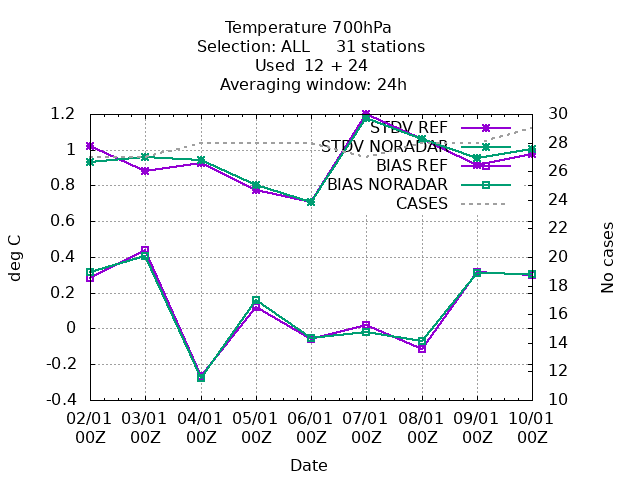 Temperature 700hPa
Selection: ALL     31 stations
Used  12 + 24
Averaging window: 24h
1.2
1
0.8
0.6
0.4
0.2
0
-0.2
-0.4
deg C
30
28
26
24
22
20
18
16
14
12
10
No cases
STDV REF
STDV NORADAR
BIAS REF
BIAS NORADAR
CASES
02/01 03/01 04/01 05/01 06/01 07/01 08/01 09/01 10/01
00Z 00Z 00Z 00Z 00Z 00Z 00Z 00Z 00Z
Date